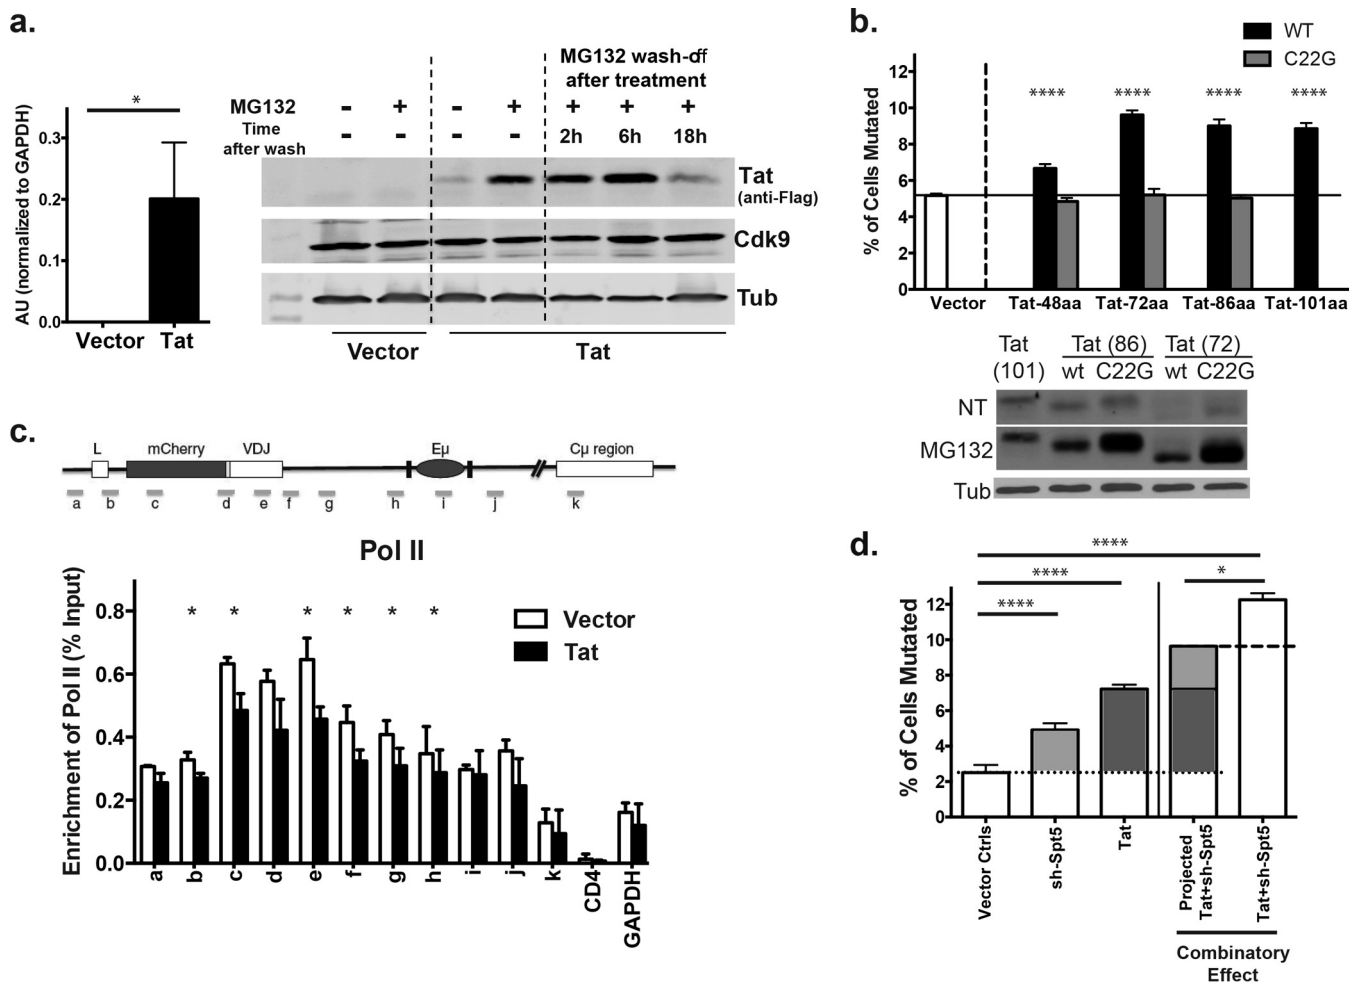 a.
AU (normalized to GAPDH)
0.3
0.2
0.1
0.0
*
Vector Tat
MG132 wash-off
after treatment
MG132 - + - + + + +
Time
after wash
- - - - 2h 6h 18h
Tat
(anti-Flag)
Cdk9
Tub
Vector Tat
b.
WT
C22G
% of Cells Mutated
12
10
8
6
4
2
0
**** **** **** ****
Vector Tat-48aa Tat-72aa Tat-86aa Tat-101aa
Tat
(101)
Tat (86) Tat (72)
wt C22G wt C22G
NT
MG132
Tub
c.
L mCherry VDJ Eμ Cμ region
a b c d e f g h i j k
Pol II
Enrichment of Pol II (% Input)
0.8
0.6
0.4
0.2
0.0
* * * * * *
Vector
Tat
a b c d e f g h i j k CD4 GAPDH
d.
% of Cells Mutated
12
10
8
6
4
2
0
****
****
****
*
Vector Ctrls
sh-Spt5
Tat
Projected
Tat+sh-Spt5
Tat+sh-Spt5
Combinatory
Effect